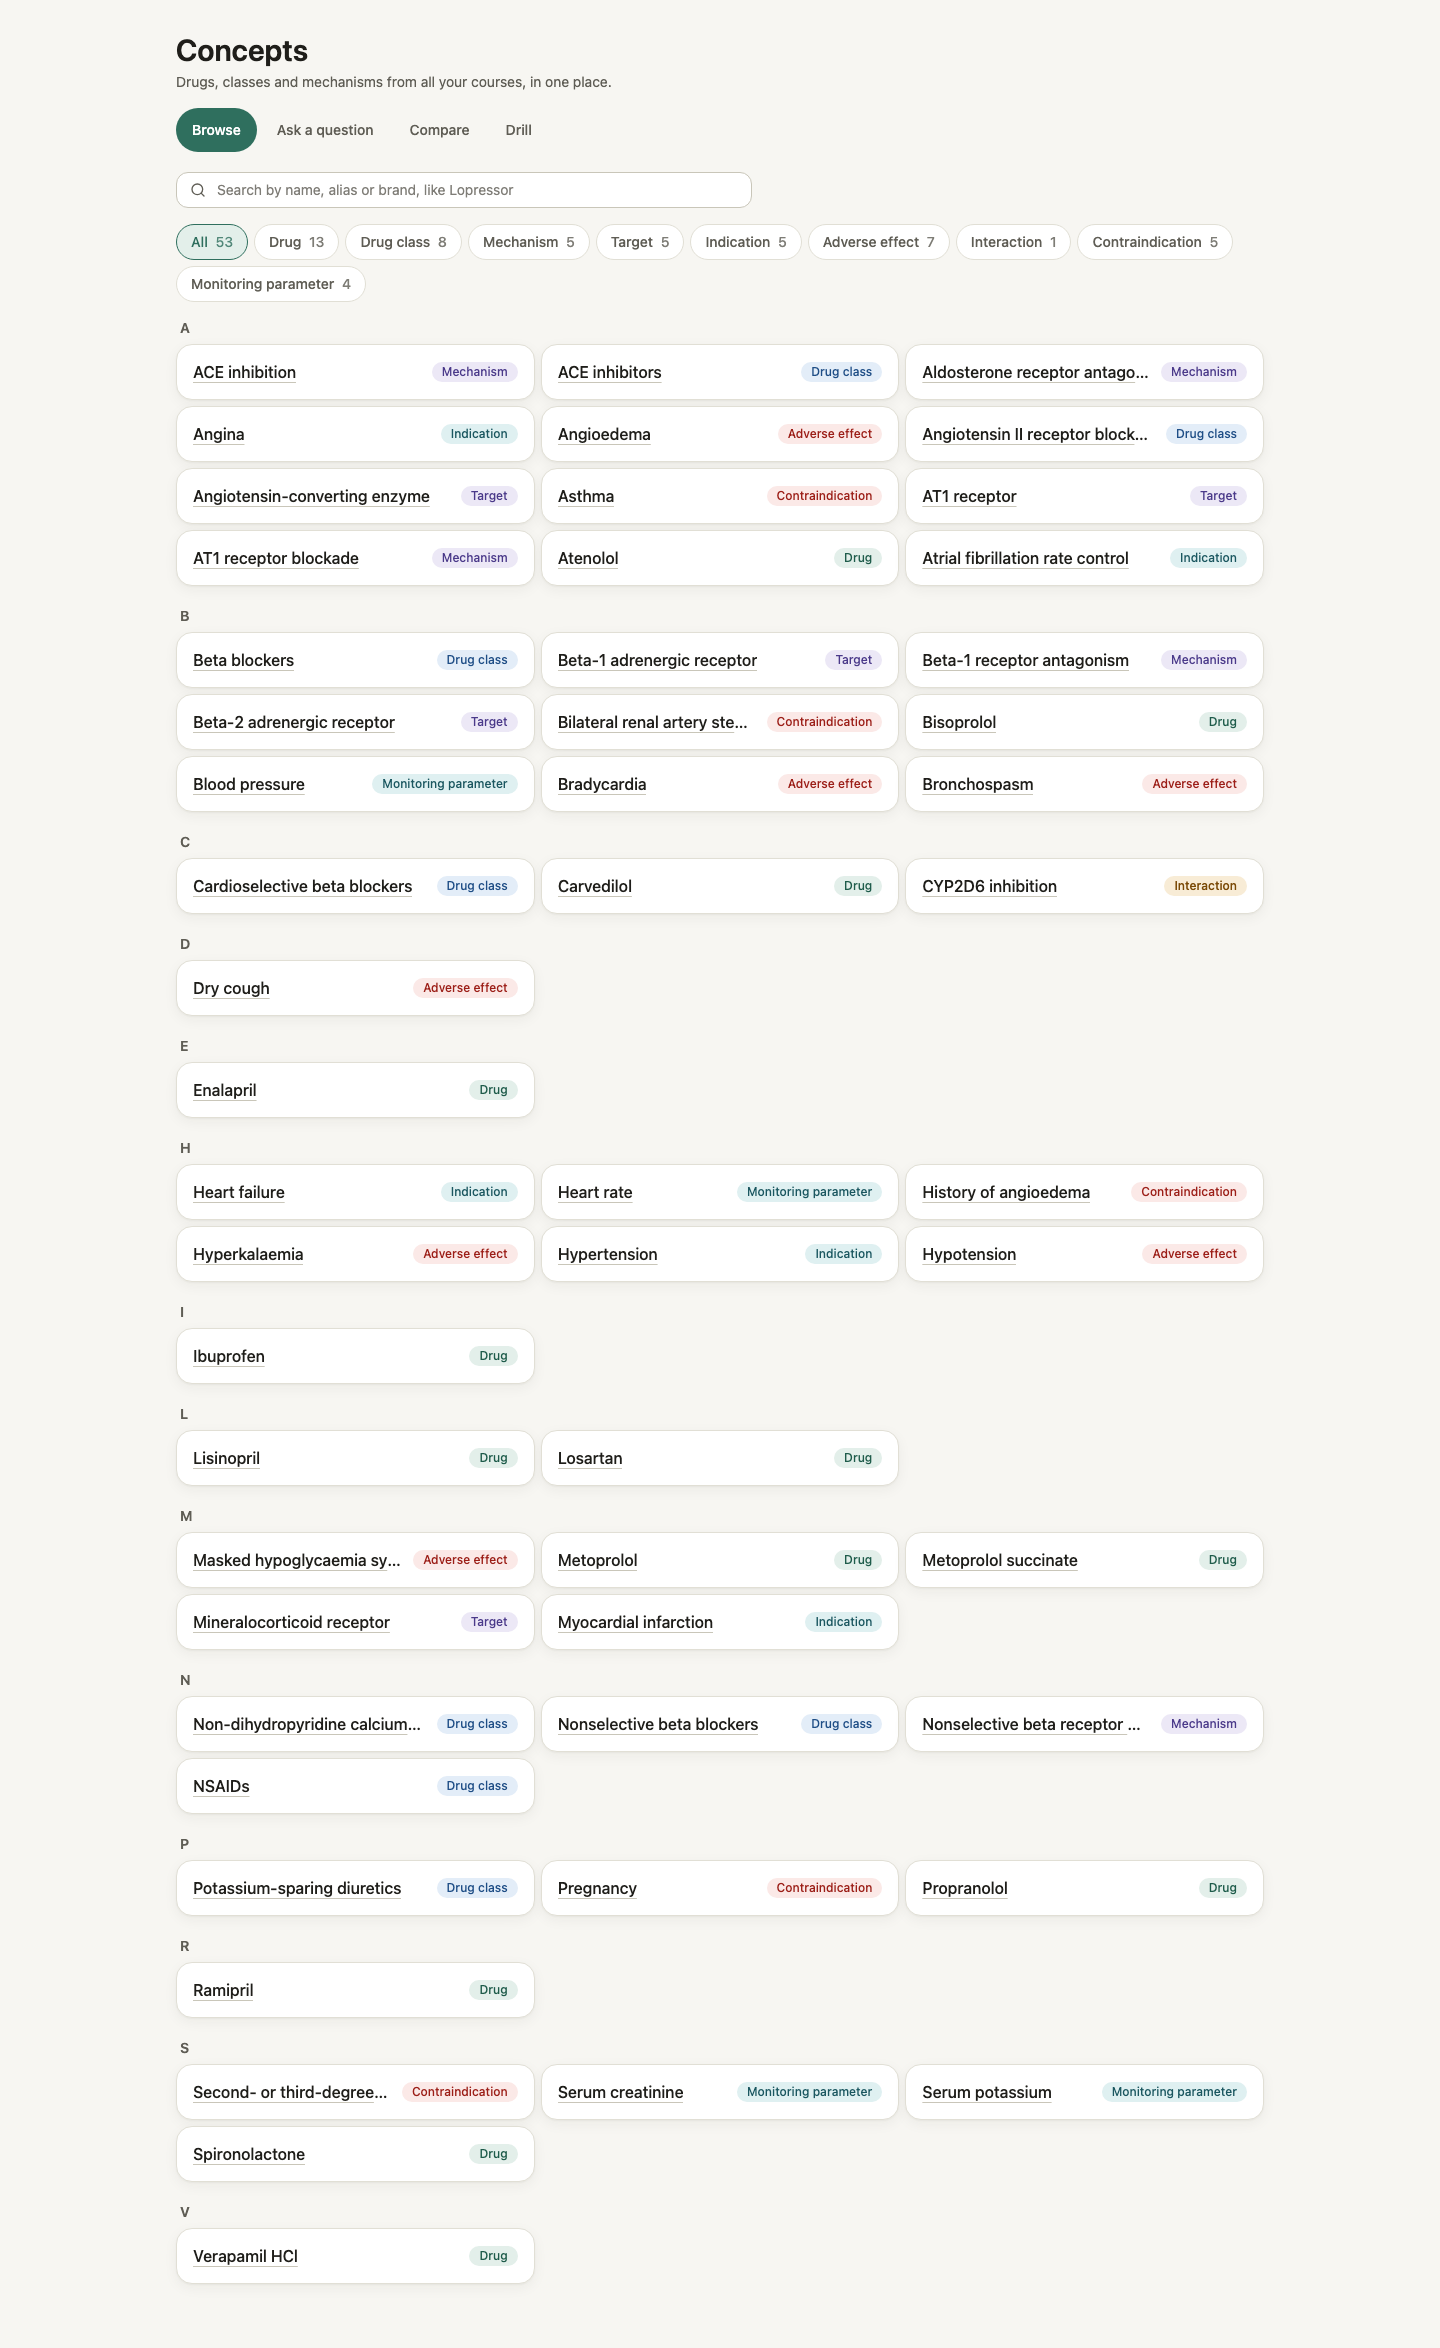 Concepts
Drugs, classes and mechanisms from all your courses, in one place.
Browse Ask a question Compare Drill
Search by name, alias or brand, like Lopressor
All 53 Drug 13 Drug class 8 Mechanism 5 Target 5 Indication 5 Adverse effect 7 Interaction 1 Contraindication 5
Monitoring parameter 4
A
ACE inhibition Mechanism ACE inhibitors Drug class Aldosterone receptor antago... Mechanism
Angina Indication Angioedema Adverse effect Angiotensin II receptor block... Drug class
Angiotensin-converting enzyme Target Asthma Contraindication AT1 receptor Target
AT1 receptor blockade Mechanism Atenolol Drug Atrial fibrillation rate control Indication
B
Beta blockers Drug class Beta-1 adrenergic receptor Target Beta-1 receptor antagonism Mechanism
Beta-2 adrenergic receptor Target Bilateral renal artery ste... Contraindication Bisoprolol Drug
Blood pressure Monitoring parameter Bradycardia Adverse effect Bronchospasm Adverse effect
C
Cardioselective beta blockers Drug class Carvedilol Drug CYP2D6 inhibition Interaction
D
Dry cough Adverse effect
E
Enalapril Drug
H
Heart failure Indication Heart rate Monitoring parameter History of angioedema Contraindication
Hyperkalaemia Adverse effect Hypertension Indication Hypotension Adverse effect
I
Ibuprofen Drug
L
Lisinopril Drug Losartan Drug
M
Masked hypoglycaemia sy... Adverse effect Metoprolol Drug Metoprolol succinate Drug
Mineralocorticoid receptor Target Myocardial infarction Indication
N
Non-dihydropyridine calcium... Drug class Nonselective beta blockers Drug class Nonselective beta receptor ... Mechanism
NSAIDs Drug class
P
Potassium-sparing diuretics Drug class Pregnancy Contraindication Propranolol Drug
R
Ramipril Drug
S
Second- or third-degree... Contraindication Serum creatinine Monitoring parameter Serum potassium Monitoring parameter
Spironolactone Drug
V
Verapamil HCl Drug